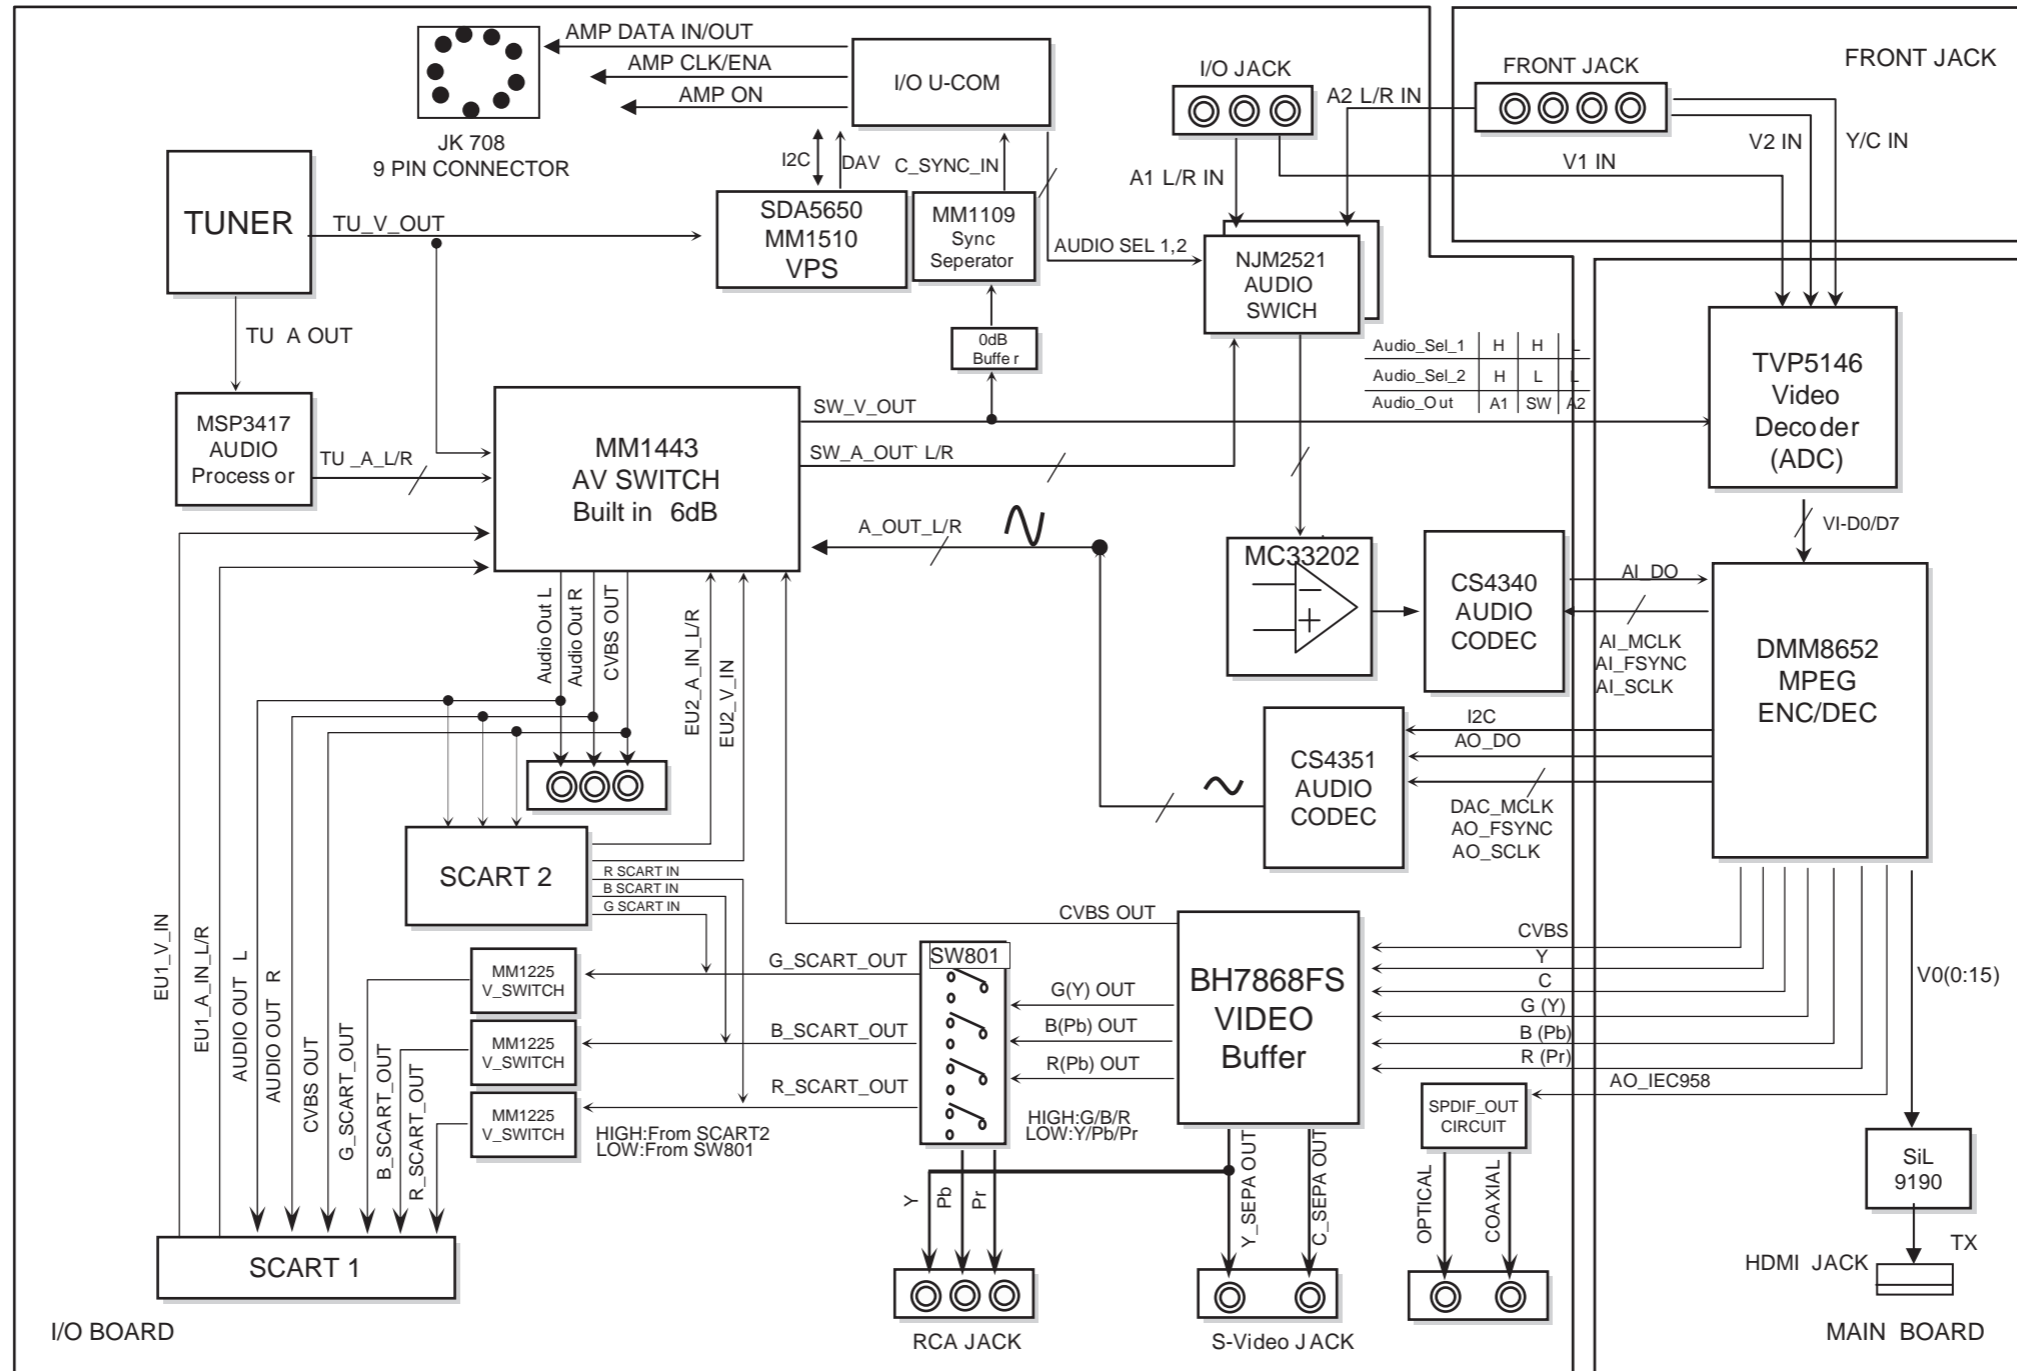 AMP DATA IN/OUT
AMP CLK/ENA
AMP ON
JK 708
9 PIN CONNECTOR
I/O U-COM
I/O JACK
A2 L/R IN
FRONT JACK
FRONT JACK
I2C
DAV
C_SYNC_IN
A1 L/R IN
V1 IN
V2 IN
Y/C IN
TUNER
TU_V_OUT
SDA5650
MM1510
VPS
MM1109
Sync
Seperator
AUDIO SEL 1,2
NJM2521
AUDIO
SWICH
TU A OUT
0dB
Buffe r
Audio_Sel_1 H H L
Audio_Sel_2 H L L
Audio_Out A1 SW A2
TVP5146
Video
Decoder
(ADC)
MSP3417
AUDIO
Process or
TU _A_L/R
MM1443
AV SWITCH
Built in 6dB
SW_V_OUT
SW_A_OUT` L/R
A_OUT_L/R
VI-D0/D7
MC33202
CS4340
AUDIO
CODEC
AI_DO
AI_MCLK
AI_FSYNC
AI_SCLK
DMM8652
MPEG
ENC/DEC
Audio Out L
Audio Out R
CVBS OUT
EU2_A_IN_L/R
EU2_V_IN
I2C
AO_DO
CS4351
AUDIO
CODEC
DAC_MCLK
AO_FSYNC
AO_SCLK
SCART 2
R SCART IN
B SCART IN
G SCART IN
CVBS OUT
BH7868FS
VIDEO
Buffer
CVBS
Y
C
G (Y)
B (Pb)
R (Pr)
AO_IEC958
V0(0:15)
SW801
G_SCART_OUT
B_SCART_OUT
R_SCART_OUT
G(Y) OUT
B(Pb) OUT
R(Pb) OUT
MM1225
V_SWITCH
MM1225
V_SWITCH
MM1225
V_SWITCH
HIGH:From SCART2
LOW:From SW801
HIGH:G/B/R
LOW:Y/Pb/Pr
EU1_V_IN
EU1_A_IN_L/R
AUDIO OUT L
AUDIO OUT R
CVBS OUT
G_SCART_OUT
B_SCART_OUT
R_SCART_OUT
SPDIF_OUT
CIRCUIT
SiL
9190
Y
Pb
Pr
Y_SEPA OUT
C_SEPA OUT
OPTICAL
COAXIAL
TX
HDMI JACK
SCART 1
I/O BOARD
RCA JACK
S-Video JACK
MAIN BOARD